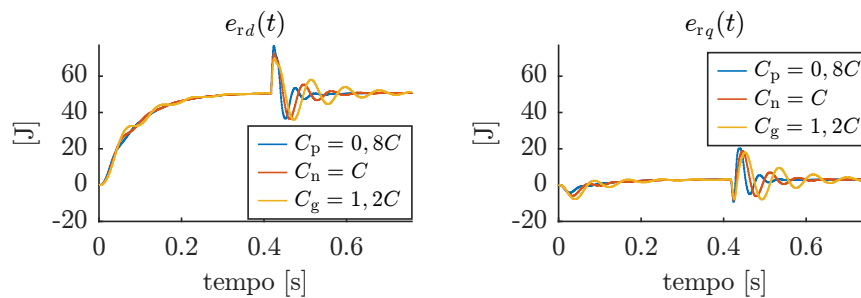 e_rd(t)
[J]
60
40
20
0
-20
0
0.2
0.4
0.6
tempo [s]
C_p = 0, 8C
C_n = C
C_g = 1, 2C
e_rq(t)
[J]
60
40
20
0
-20
0
0.2
0.4
0.6
tempo [s]
C_p = 0, 8C
C_n = C
C_g = 1, 2C